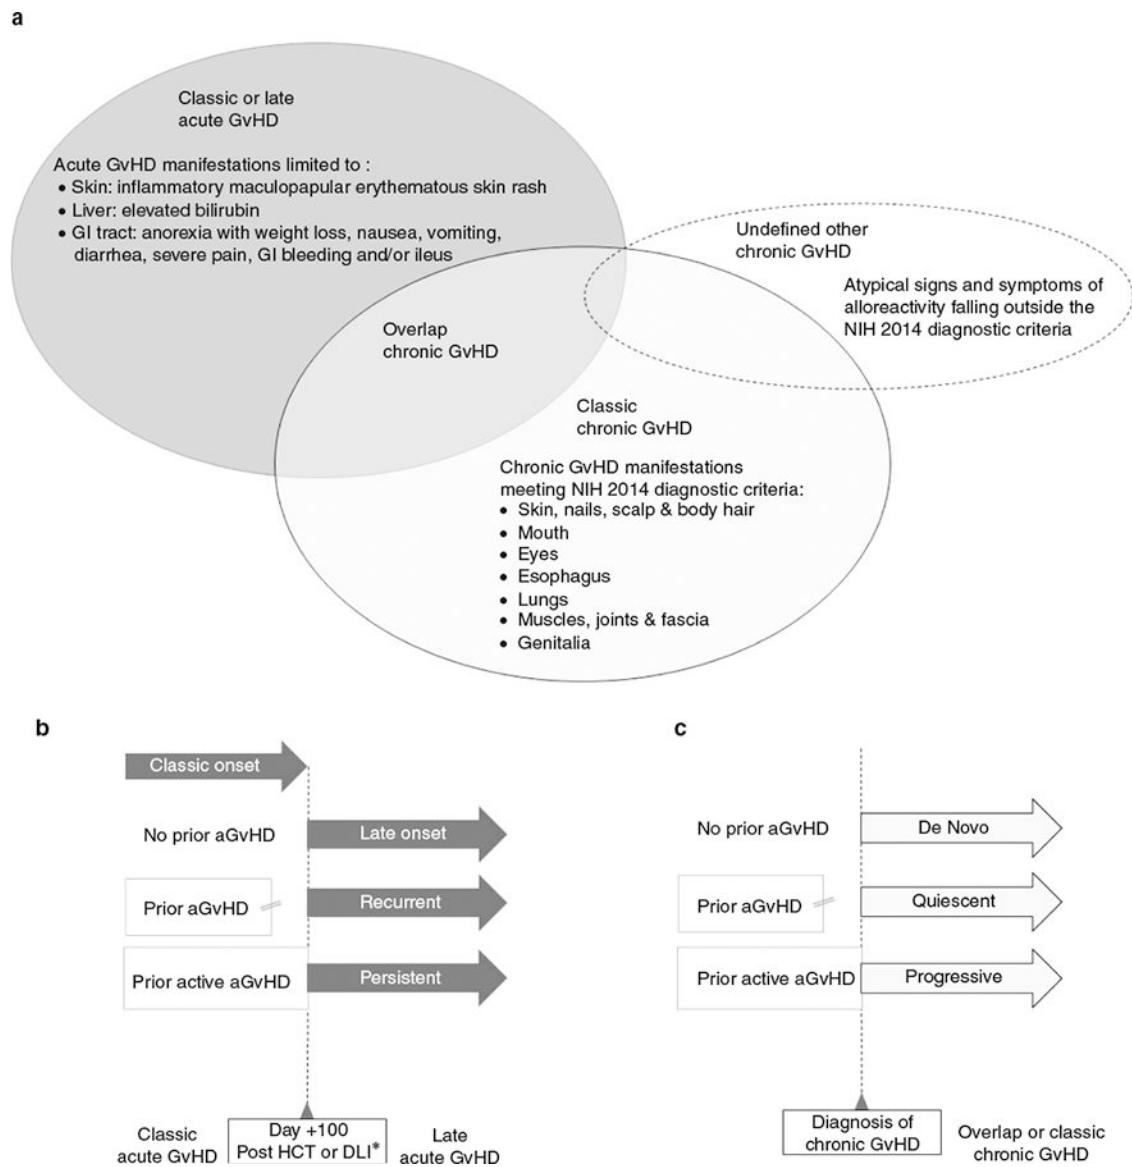 a
Classic or late
acute GvHD
Acute GvHD manifestations limited to :
• Skin: inflammatory maculopapular erythematous skin rash
• Liver: elevated bilirubin
• GI tract: anorexia with weight loss, nausea, vomiting,
diarrhea, severe pain, GI bleeding and/or ileus
Undefined other
chronic GvHD
Atypical signs and symptoms of
alloreactivity falling outside the
NIH 2014 diagnostic criteria
Overlap
chronic GvHD
Classic
chronic GvHD
Chronic GvHD manifestations
meeting NIH 2014 diagnostic criteria:
• Skin, nails, scalp & body hair
• Mouth
• Eyes
• Esophagus
• Lungs
• Muscles, joints & fascia
• Genitalia
b
Classic onset
No prior aGvHD
Late onset
Prior aGvHD
Recurrent
Prior active aGvHD
Persistent
Classic
acute GvHD
Day +100
Post HCT or DLI*
Late
acute GvHD
c
No prior aGvHD
De Novo
Prior aGvHD
Quiescent
Prior active aGvHD
Progressive
Diagnosis of
chronic GvHD
Overlap or classic
chronic GvHD